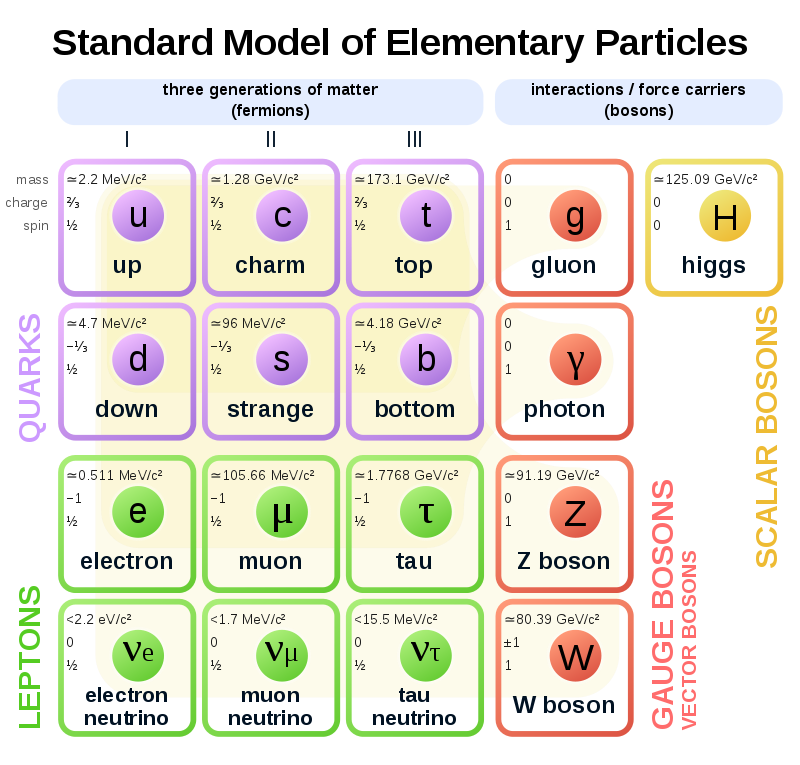 Standard Model of Elementary Particles
three generations of matter
(fermions)
interactions / force carriers
(bosons)
I
II
III
mass
charge
spin
≃2.2 MeV/c²
⅔
½
u
up
≃1.28 GeV/c²
⅔
½
c
charm
≃173.1 GeV/c²
⅔
½
t
top
0
0
1
g
gluon
≃125.09 GeV/c²
0
0
H
higgs
QUARKS
≃4.7 MeV/c²
−⅓
½
d
down
≃96 MeV/c²
−⅓
½
s
strange
≃4.18 GeV/c²
−⅓
½
b
bottom
0
0
1
γ
photon
SCALAR BOSONS
≃0.511 MeV/c²
−1
½
e
electron
≃105.66 MeV/c²
−1
½
μ
muon
≃1.7768 GeV/c²
−1
½
τ
tau
≃91.19 GeV/c²
0
1
Z
Z boson
LEPTONS
<2.2 eV/c²
0
½
νe
electron
neutrino
<1.7 MeV/c²
0
½
νμ
muon
neutrino
<15.5 MeV/c²
0
½
ντ
tau
neutrino
≃80.39 GeV/c²
±1
1
W
W boson
GAUGE BOSONS
VECTOR BOSONS